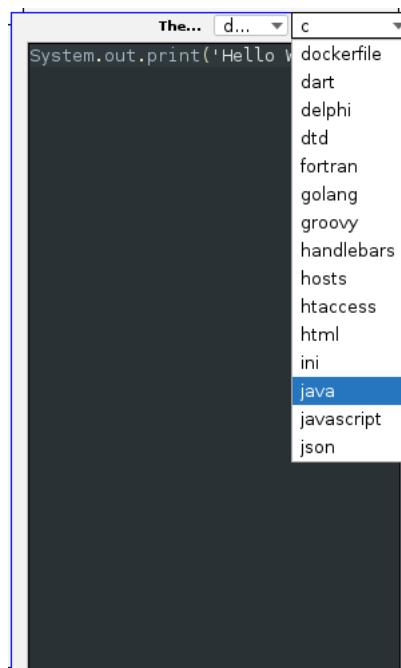 The... d... c
System.out.print('Hello
dockerfile
dart
delphi
dtd
fortran
golang
groovy
handlebars
hosts
htaccess
html
ini
java
javascript
json